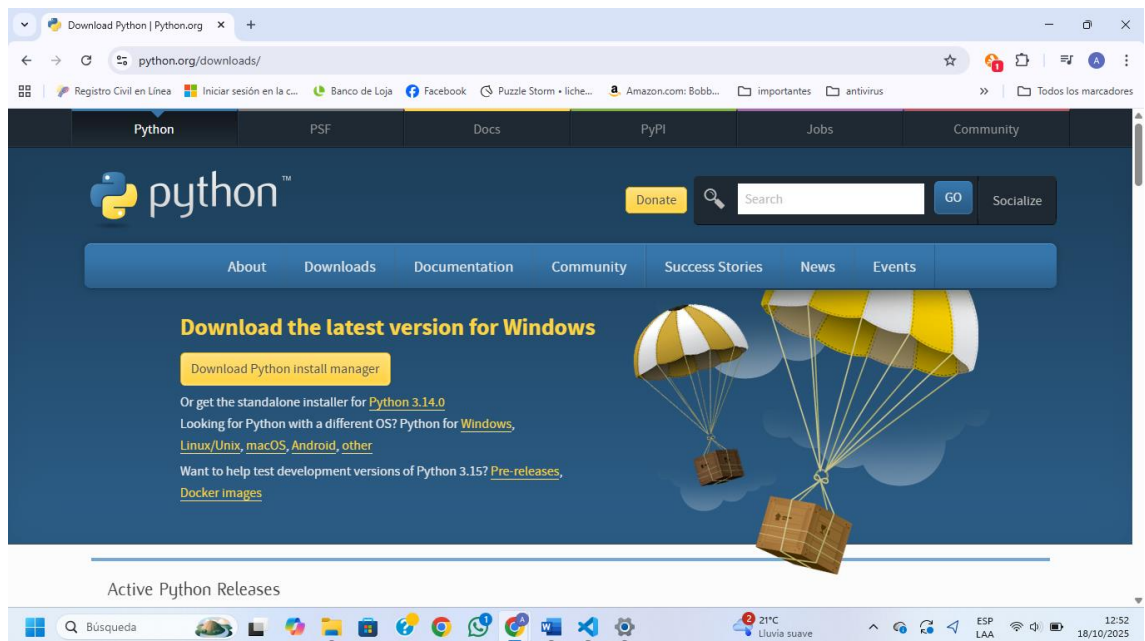 Download Python | Python.org
python.org/downloads/
A
Registro Civil en Línea Iniciar sesión en la c... Banco de Loja Facebook Puzzle Storm • liche... Amazon.com: Bobb... importantes antivirus » Todos los marcadores
Python PSF Docs PyPI Jobs Community
python™
Donate Search GO Socialize
About Downloads Documentation Community Success Stories News Events
Download the latest version for Windows
Download Python install manager
Or get the standalone installer for Python 3.14.0
Looking for Python with a different OS? Python for Windows,
Linux/Unix, macOS, Android, other
Want to help test development versions of Python 3.15? Pre-releases,
Docker images
Active Python Releases
Búsqueda
2 21°C
Lluvia suave
ESP
LAA
12:52
18/10/2025